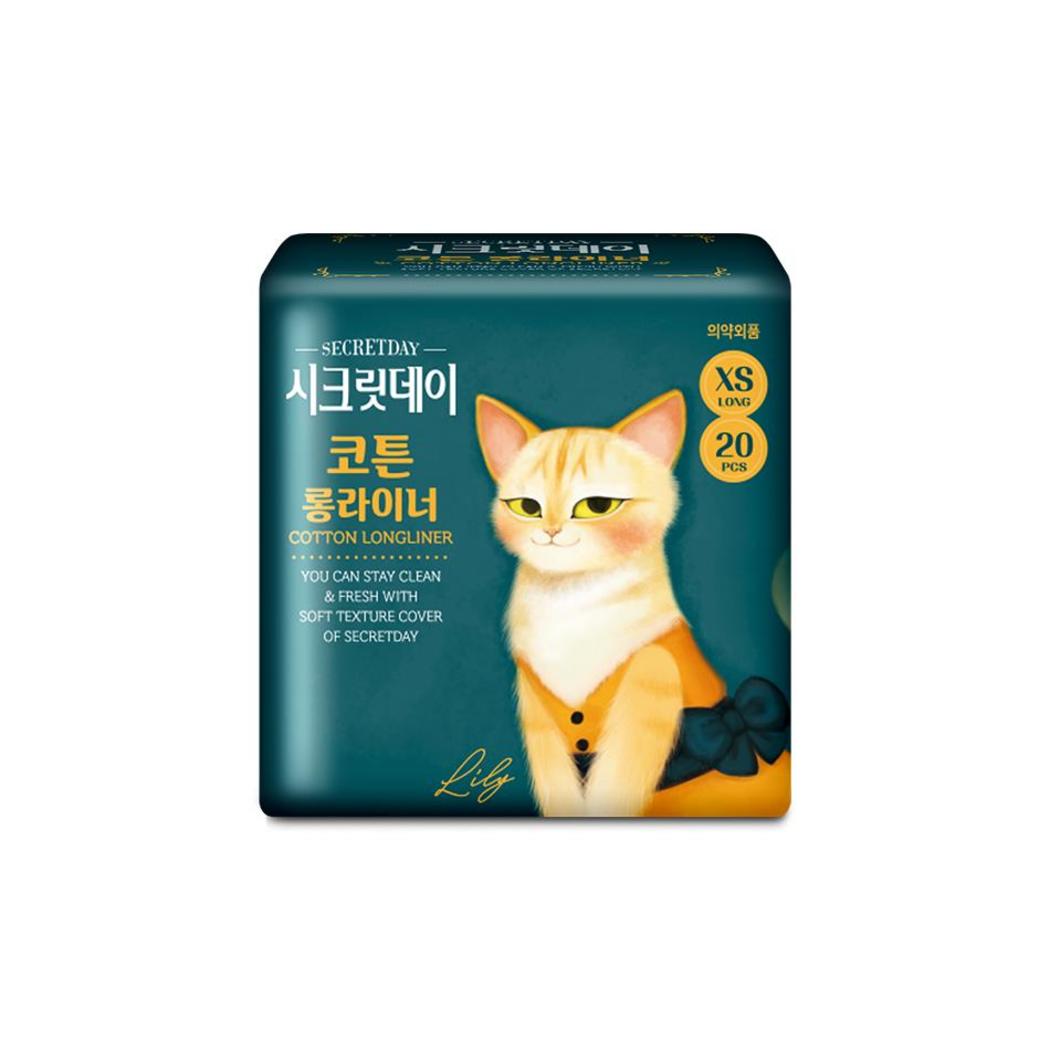 SECRETDAY
시크릿데이
코튼
롱라이너
COTTON LONGLINER
YOU CAN STAY CLEAN
& FRESH WITH
SOFT TEXTURE COVER
OF SECRETDAY
의약외품
XS
LONG
20
PCS
Lily